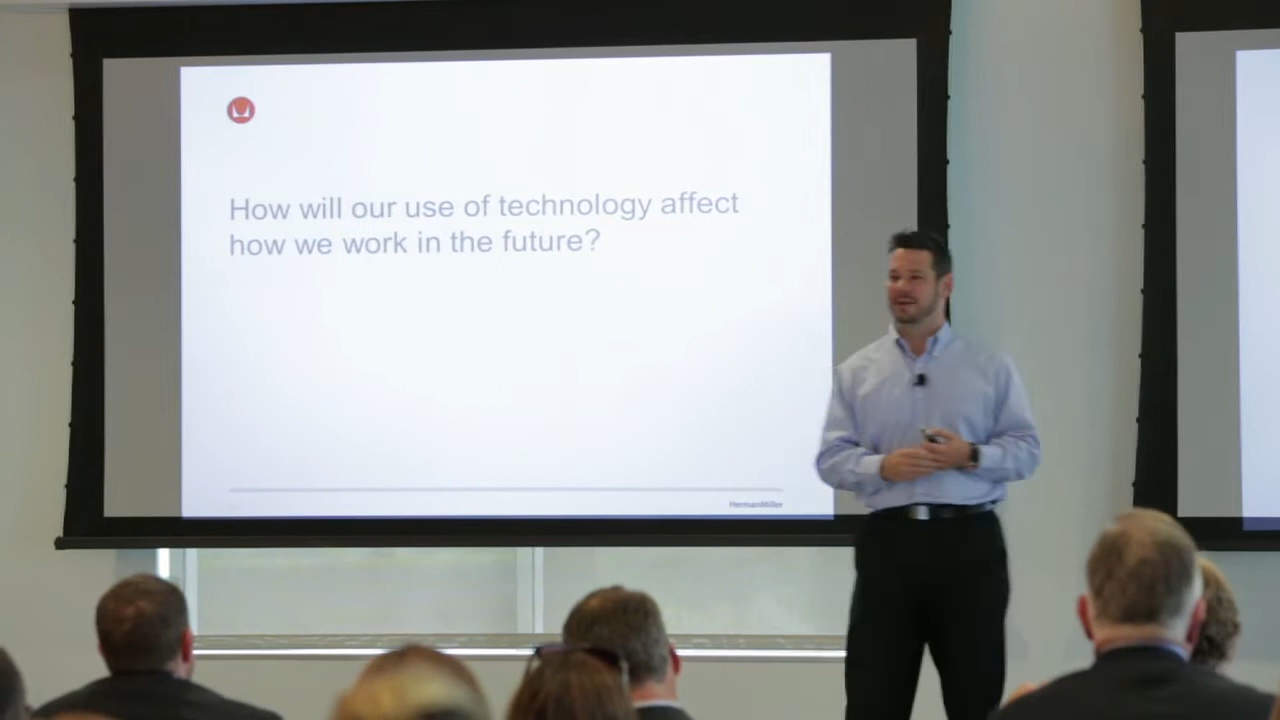 How will our use of technology affect
how we work in the future?
HermanMiller